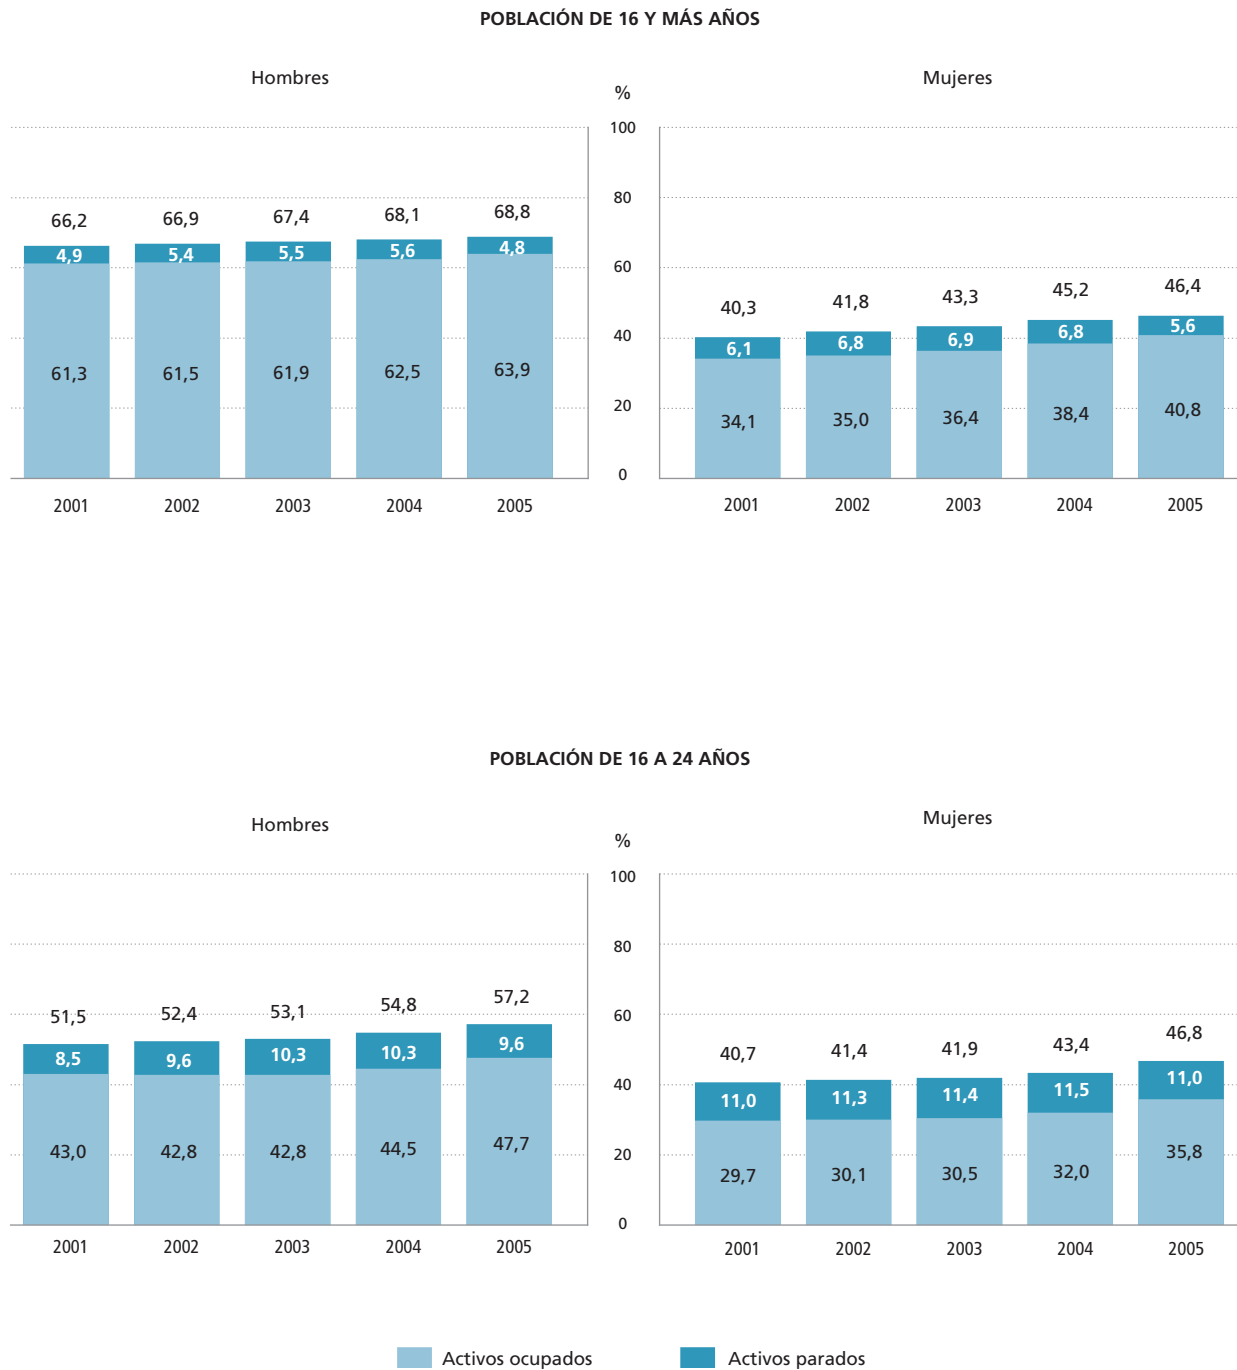 POBLACIÓN DE 16 Y MÁS AÑOS
Hombres
Mujeres
%
100
80
60
40
20
0
66,2 66,9 67,4 68,1 68,8
4,9 5,4 5,5 5,6 4,8
61,3 61,5 61,9 62,5 63,9
2001 2002 2003 2004 2005
40,3 41,8 43,3 45,2 46,4
6,1 6,8 6,9 6,8 5,6
34,1 35,0 36,4 38,4 40,8
2001 2002 2003 2004 2005
POBLACIÓN DE 16 A 24 AÑOS
Hombres
Mujeres
%
100
80
60
40
20
0
51,5 52,4 53,1 54,8 57,2
8,5 9,6 10,3 10,3 9,6
43,0 42,8 42,8 44,5 47,7
2001 2002 2003 2004 2005
40,7 41,4 41,9 43,4 46,8
11,0 11,3 11,4 11,5 11,0
29,7 30,1 30,5 32,0 35,8
2001 2002 2003 2004 2005
Activos ocupados
Activos parados